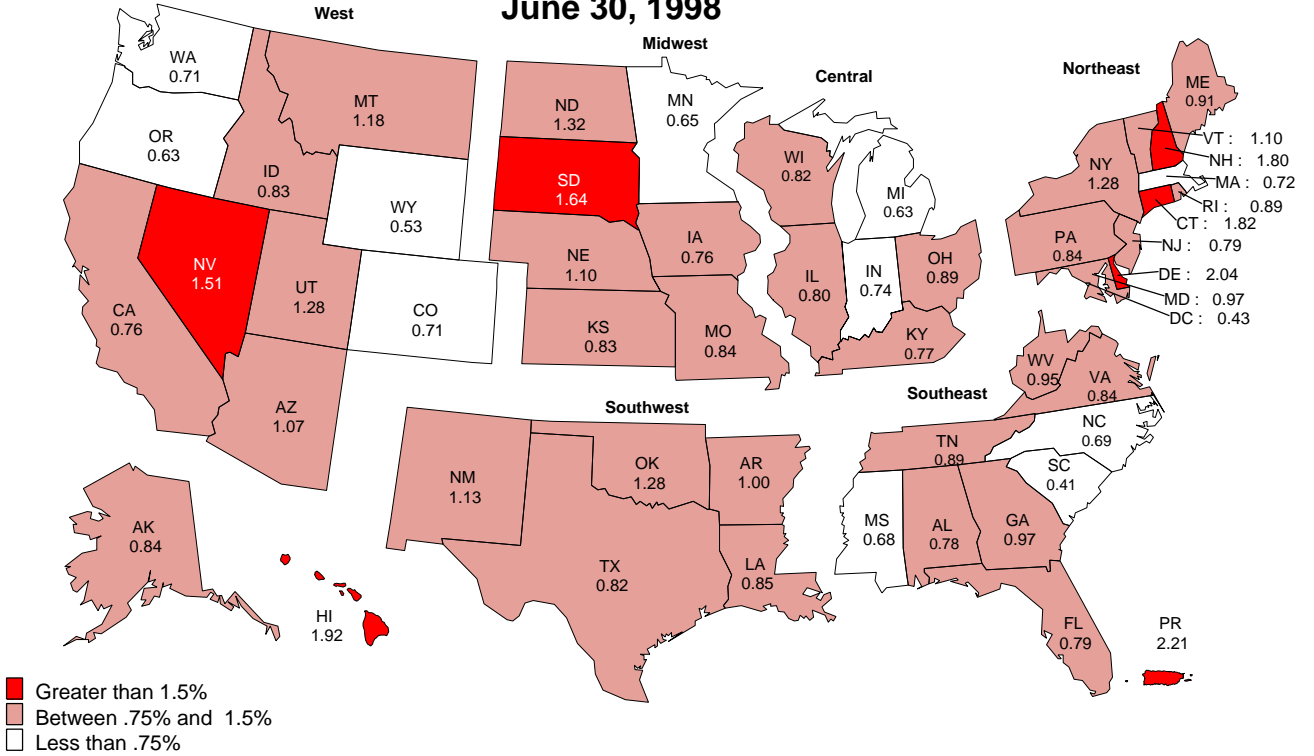 June 30, 1998
West
Midwest
Central
Northeast
WA
0.71
OR
0.63
MT
1.18
ID
0.83
WY
0.53
NV
1.51
UT
1.28
CO
0.71
CA
0.76
AZ
1.07
AK
0.84
HI
1.92
ND
1.32
SD
1.64
NE
1.10
KS
0.83
MN
0.65
IA
0.76
MO
0.84
WI
0.82
MI
0.63
IL
0.80
IN
0.74
OH
0.89
KY
0.77
ME
0.91
NY
1.28
PA
0.84
VT : 1.10
NH : 1.80
MA : 0.72
RI : 0.89
CT : 1.82
NJ : 0.79
DE : 2.04
MD : 0.97
DC : 0.43
Southwest
NM
1.13
OK
1.28
AR
1.00
TX
0.82
LA
0.85
Southeast
WV
0.95
VA
0.84
NC
0.69
TN
0.89
SC
0.41
MS
0.68
AL
0.78
GA
0.97
FL
0.79
PR
2.21
Greater than 1.5%
Between .75% and 1.5%
Less than .75%